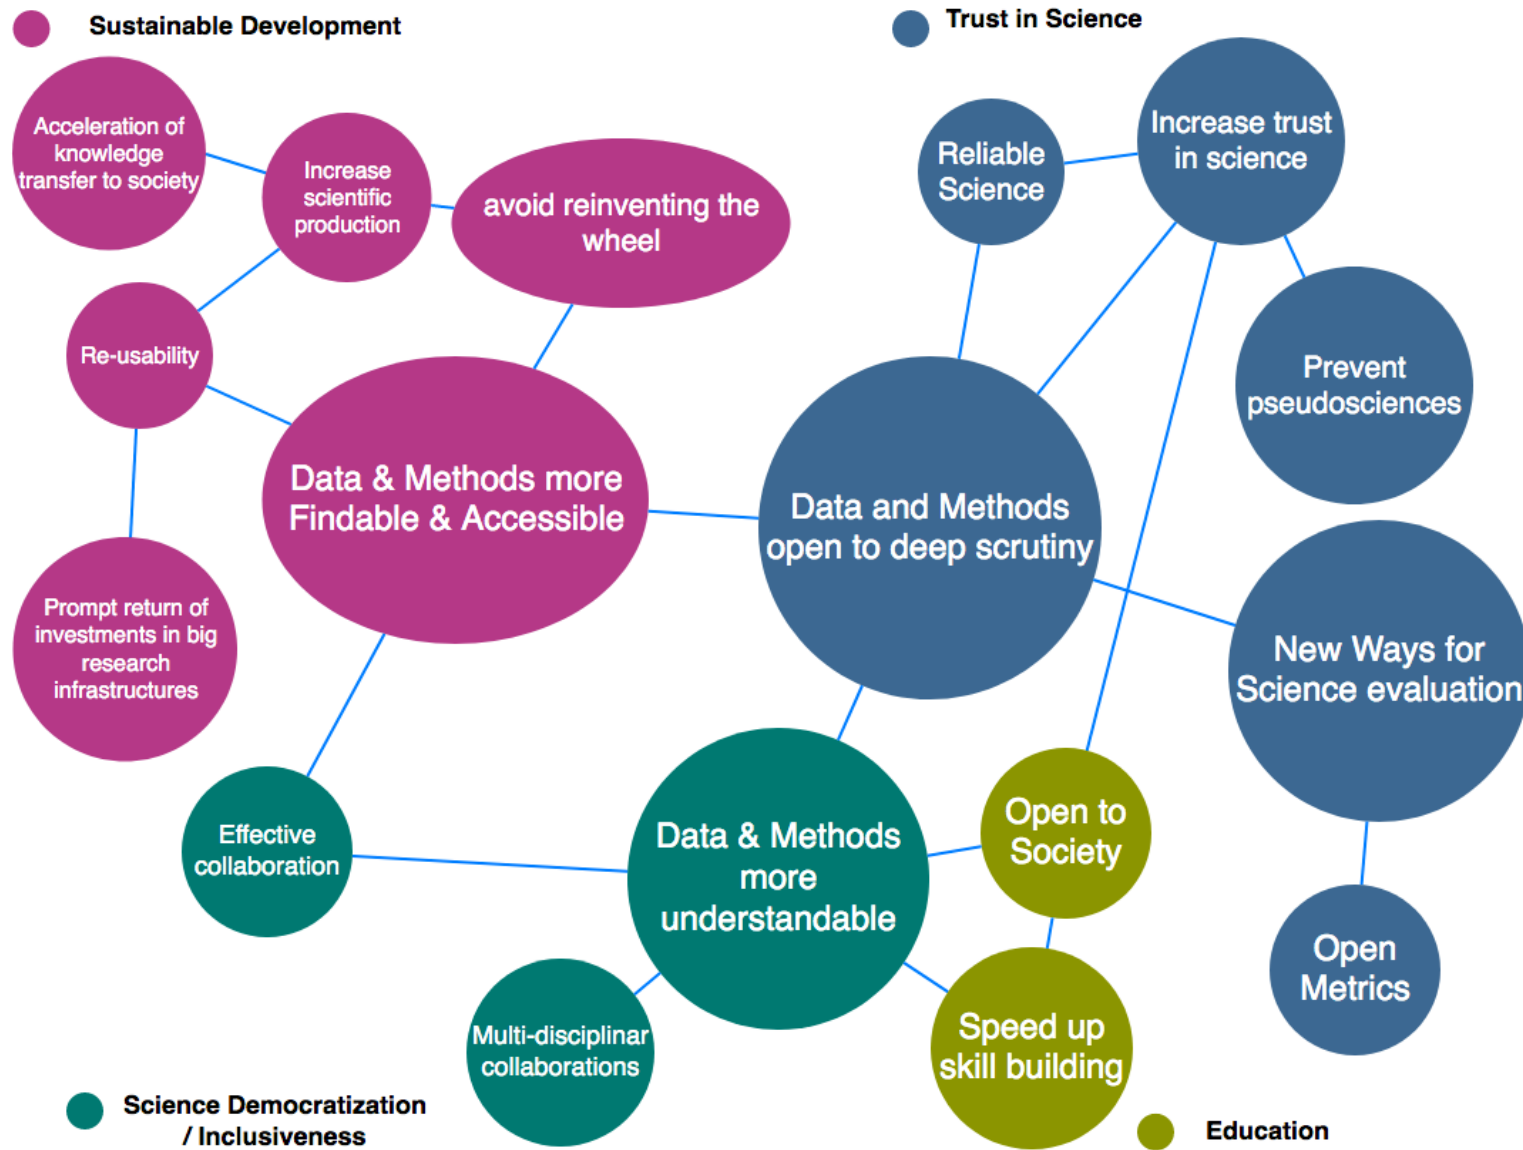 Sustainable Development
Trust in Science
Acceleration of
knowledge
transfer to society
Increase
scientific
production
avoid reinventing the
wheel
Reliable
Science
Increase trust
in science
Re-usability
Prevent
pseudosciences
Data & Methods more
Findable & Accessible
Data and Methods
open to deep scrutiny
Prompt return of
investments in big
research
infrastructures
New Ways for
Science evaluation
Effective
collaboration
Data & Methods
more
understandable
Open to
Society
Open
Metrics
Multi-disciplinar
collaborations
Speed up
skill building
Science Democratization
/ Inclusiveness
Education